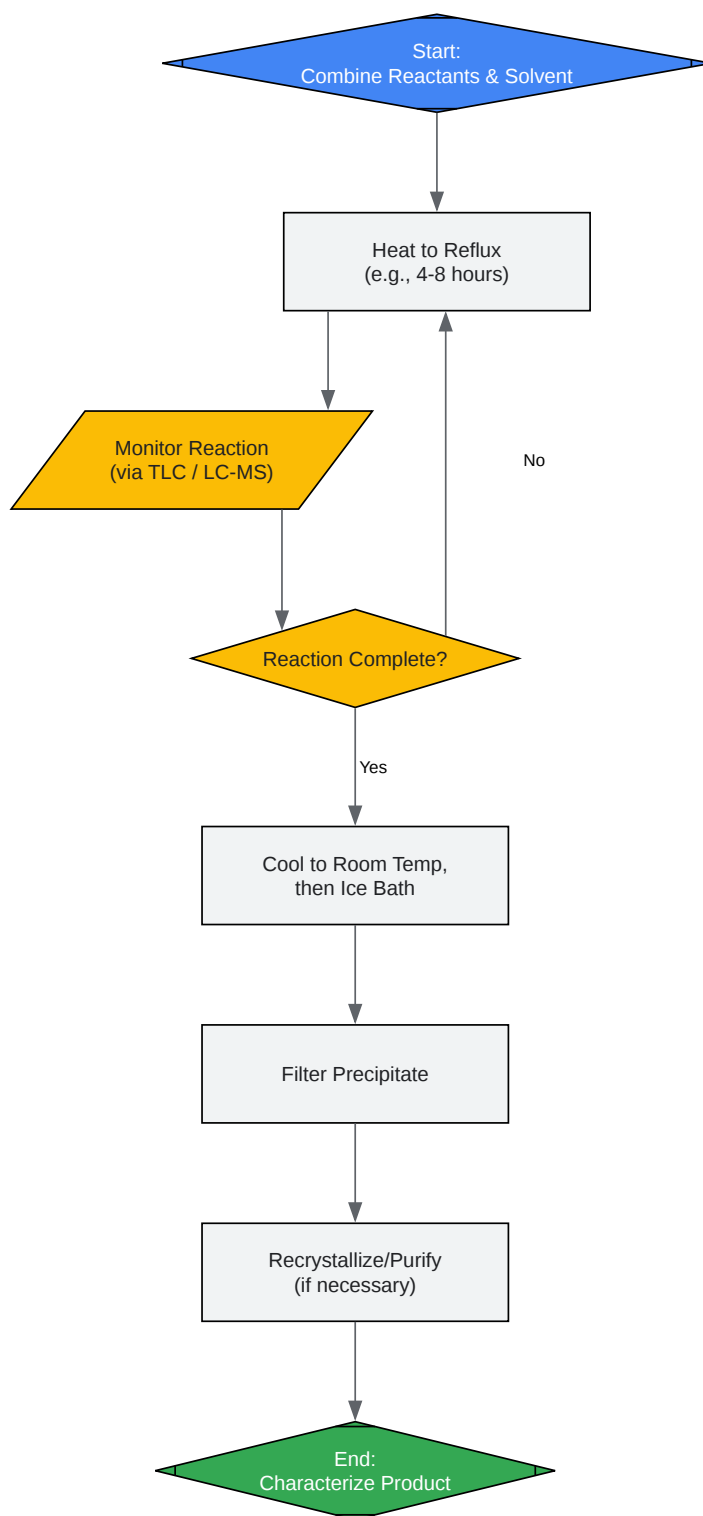 Start:
Combine Reactants & Solvent
Heat to Reflux
(e.g., 4-8 hours)
Monitor Reaction
(via TLC / LC-MS)
No
Reaction Complete?
Yes
Cool to Room Temp,
then Ice Bath
Filter Precipitate
Recrystallize/Purify
(if necessary)
End:
Characterize Product